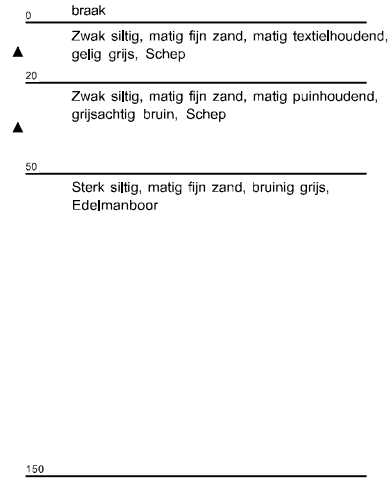 0 braak
Zwak siltig, matig fijn zand, matig textielhoudend,
gelig grijs, Schep
20
Zwak siltig, matig fijn zand, matig puinhoudend,
grijsachtig bruin, Schep
50
Sterk siltig, matig fijn zand, bruinig grijs,
Edelmanboor
150